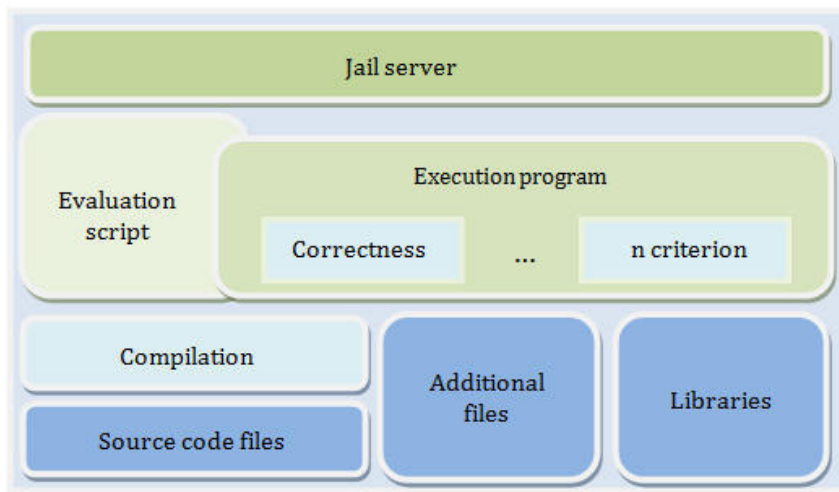 Jail server
Evaluation
script
Execution program
Correctness
...
n criterion
Compilation
Additional
files
Libraries
Source code files